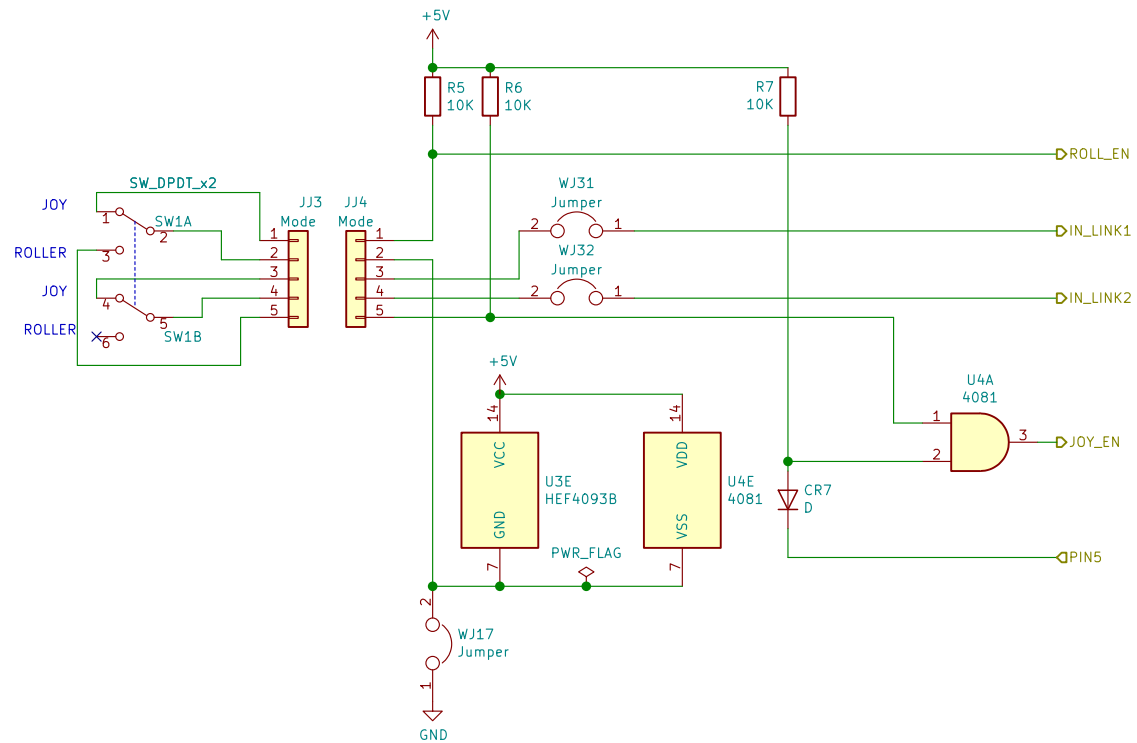 +5V
R5
10K
R6
10K
R7
10K
ROLL_EN
SW_DPDT_x2
JOY
1
SW1A
2
ROLLER
3
JOY
4
5
ROLLER
6
SW1B
JJ3
Mode
1
2
3
4
5
JJ4
Mode
1
2
3
4
5
WJ31
Jumper
2
1
IN_LINK1
WJ32
Jumper
2
1
IN_LINK2
+5V
14
VCC
GND
7
U3E
HEF4093B
14
VDD
VSS
7
U4E
4081
PWR_FLAG
U4A
4081
1
2
3
JOY_EN
CR7
D
PIN5
2
WJ17
Jumper
1
GND